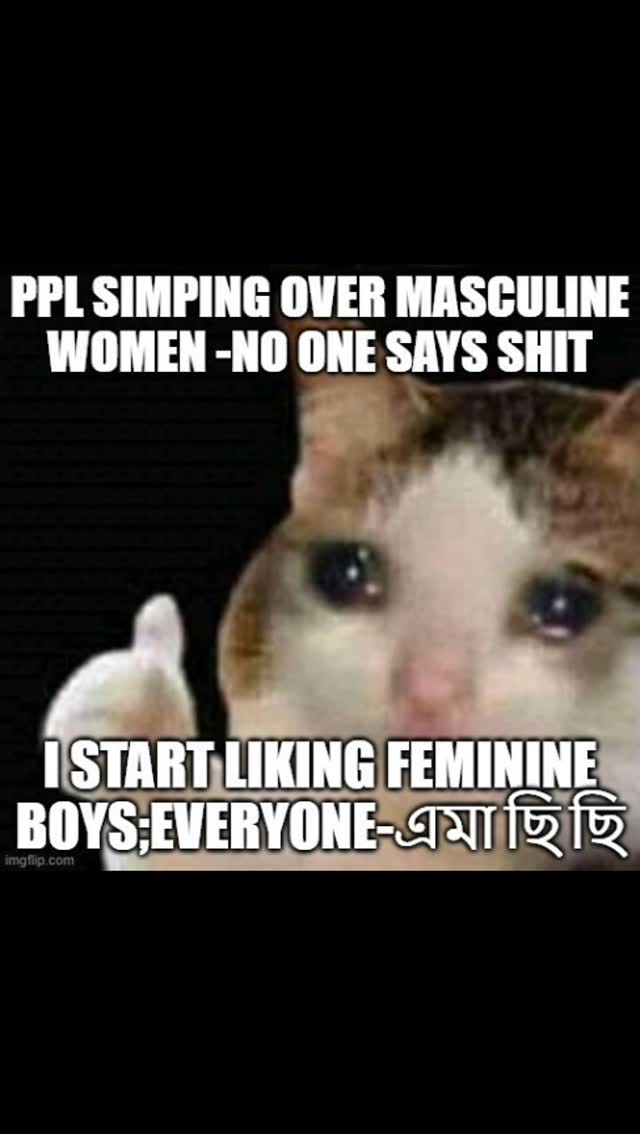 PPL SIMPING OVER MASCULINE
WOMEN -NO ONE SAYS SHIT
I START LIKING FEMININE
BOYS;EVERYONE-এমা ছি ছি
imgflip.com